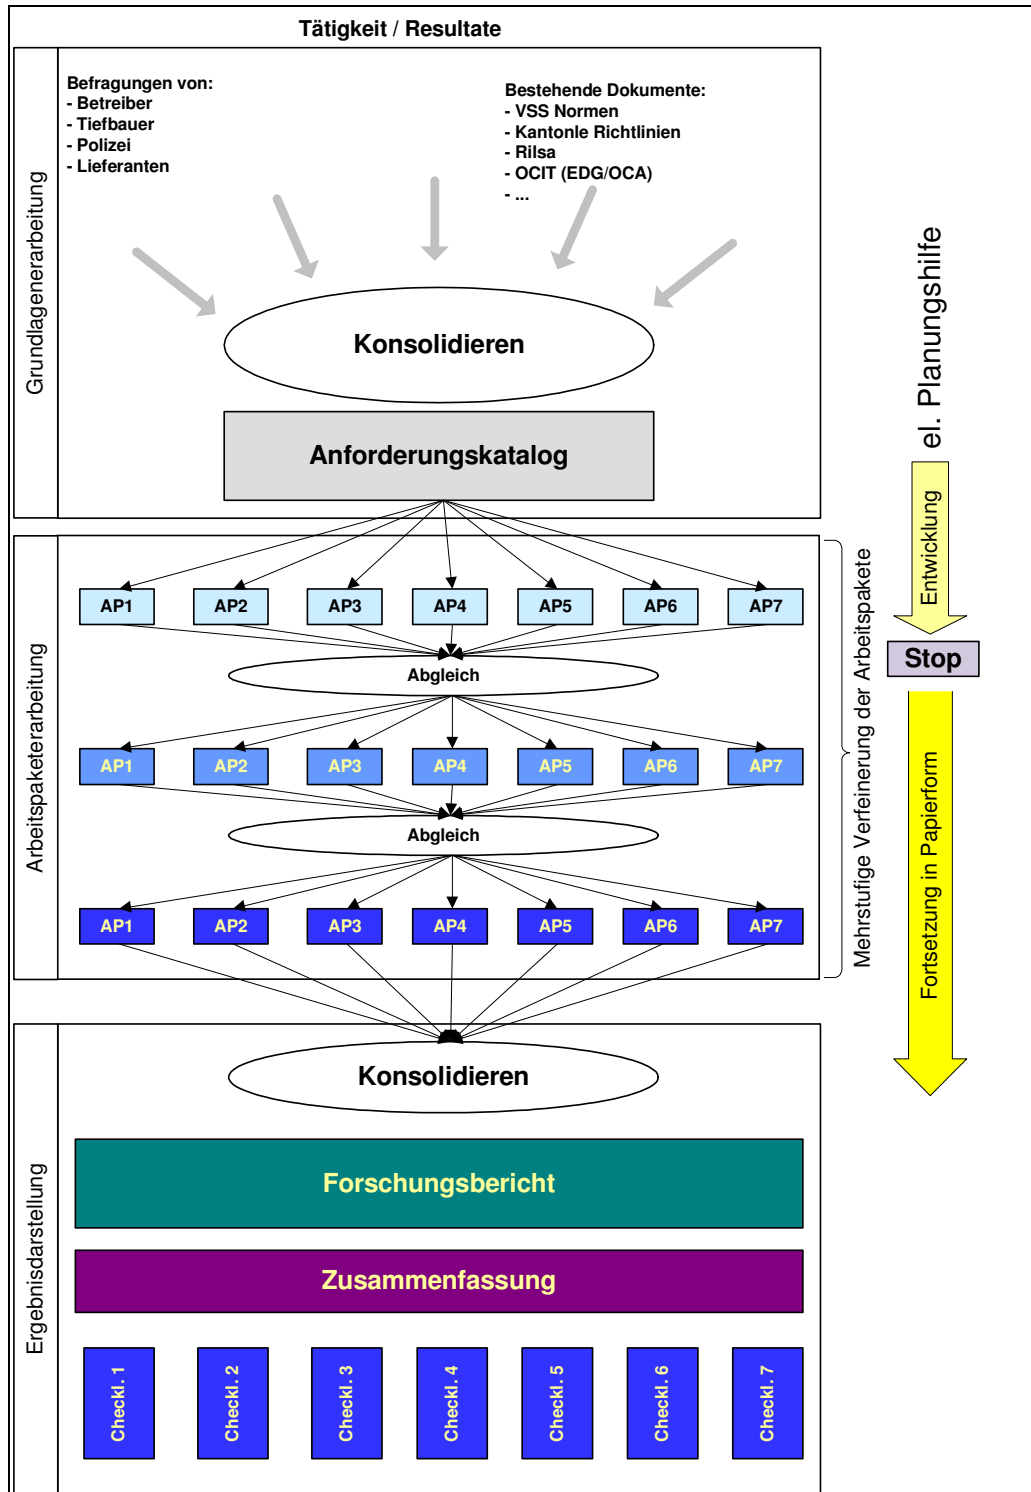 Tätigkeit / Resultate
Grundlagenerarbeitung
Befragungen von:
- Betreiber
- Tiefbauer
- Polizei
- Lieferanten
Bestehende Dokumente:
- VSS Normen
- Kantonle Richtlinien
- Rilsa
- OCIT (EDG/OCA)
- ...
Konsolidieren
Anforderungskatalog
el. Planungshilfe
Entwicklung
Stop
Fortsetzung in Papierform
Arbeitspaketerarbeitung
AP1 AP2 AP3 AP4 AP5 AP6 AP7
Abgleich
AP1 AP2 AP3 AP4 AP5 AP6 AP7
Abgleich
AP1 AP2 AP3 AP4 AP5 AP6 AP7
Mehrstufige Verfeinerung der Arbeitspakete
Ergebnisdarstellung
Konsolidieren
Forschungsbericht
Zusammenfassung
Checkl. 1
Checkl. 2
Checkl. 3
Checkl. 4
Checkl. 5
Checkl. 6
Checkl. 7